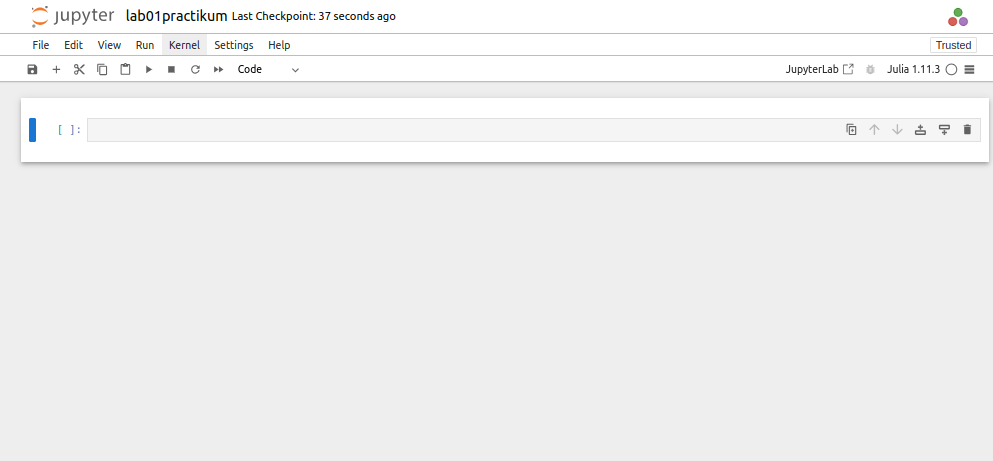 jupyter lab01practikum Last Checkpoint: 37 seconds ago
File Edit View Run Kernel Settings Help Trusted
Code JupyterLab Julia 1.11.3
[ ]: